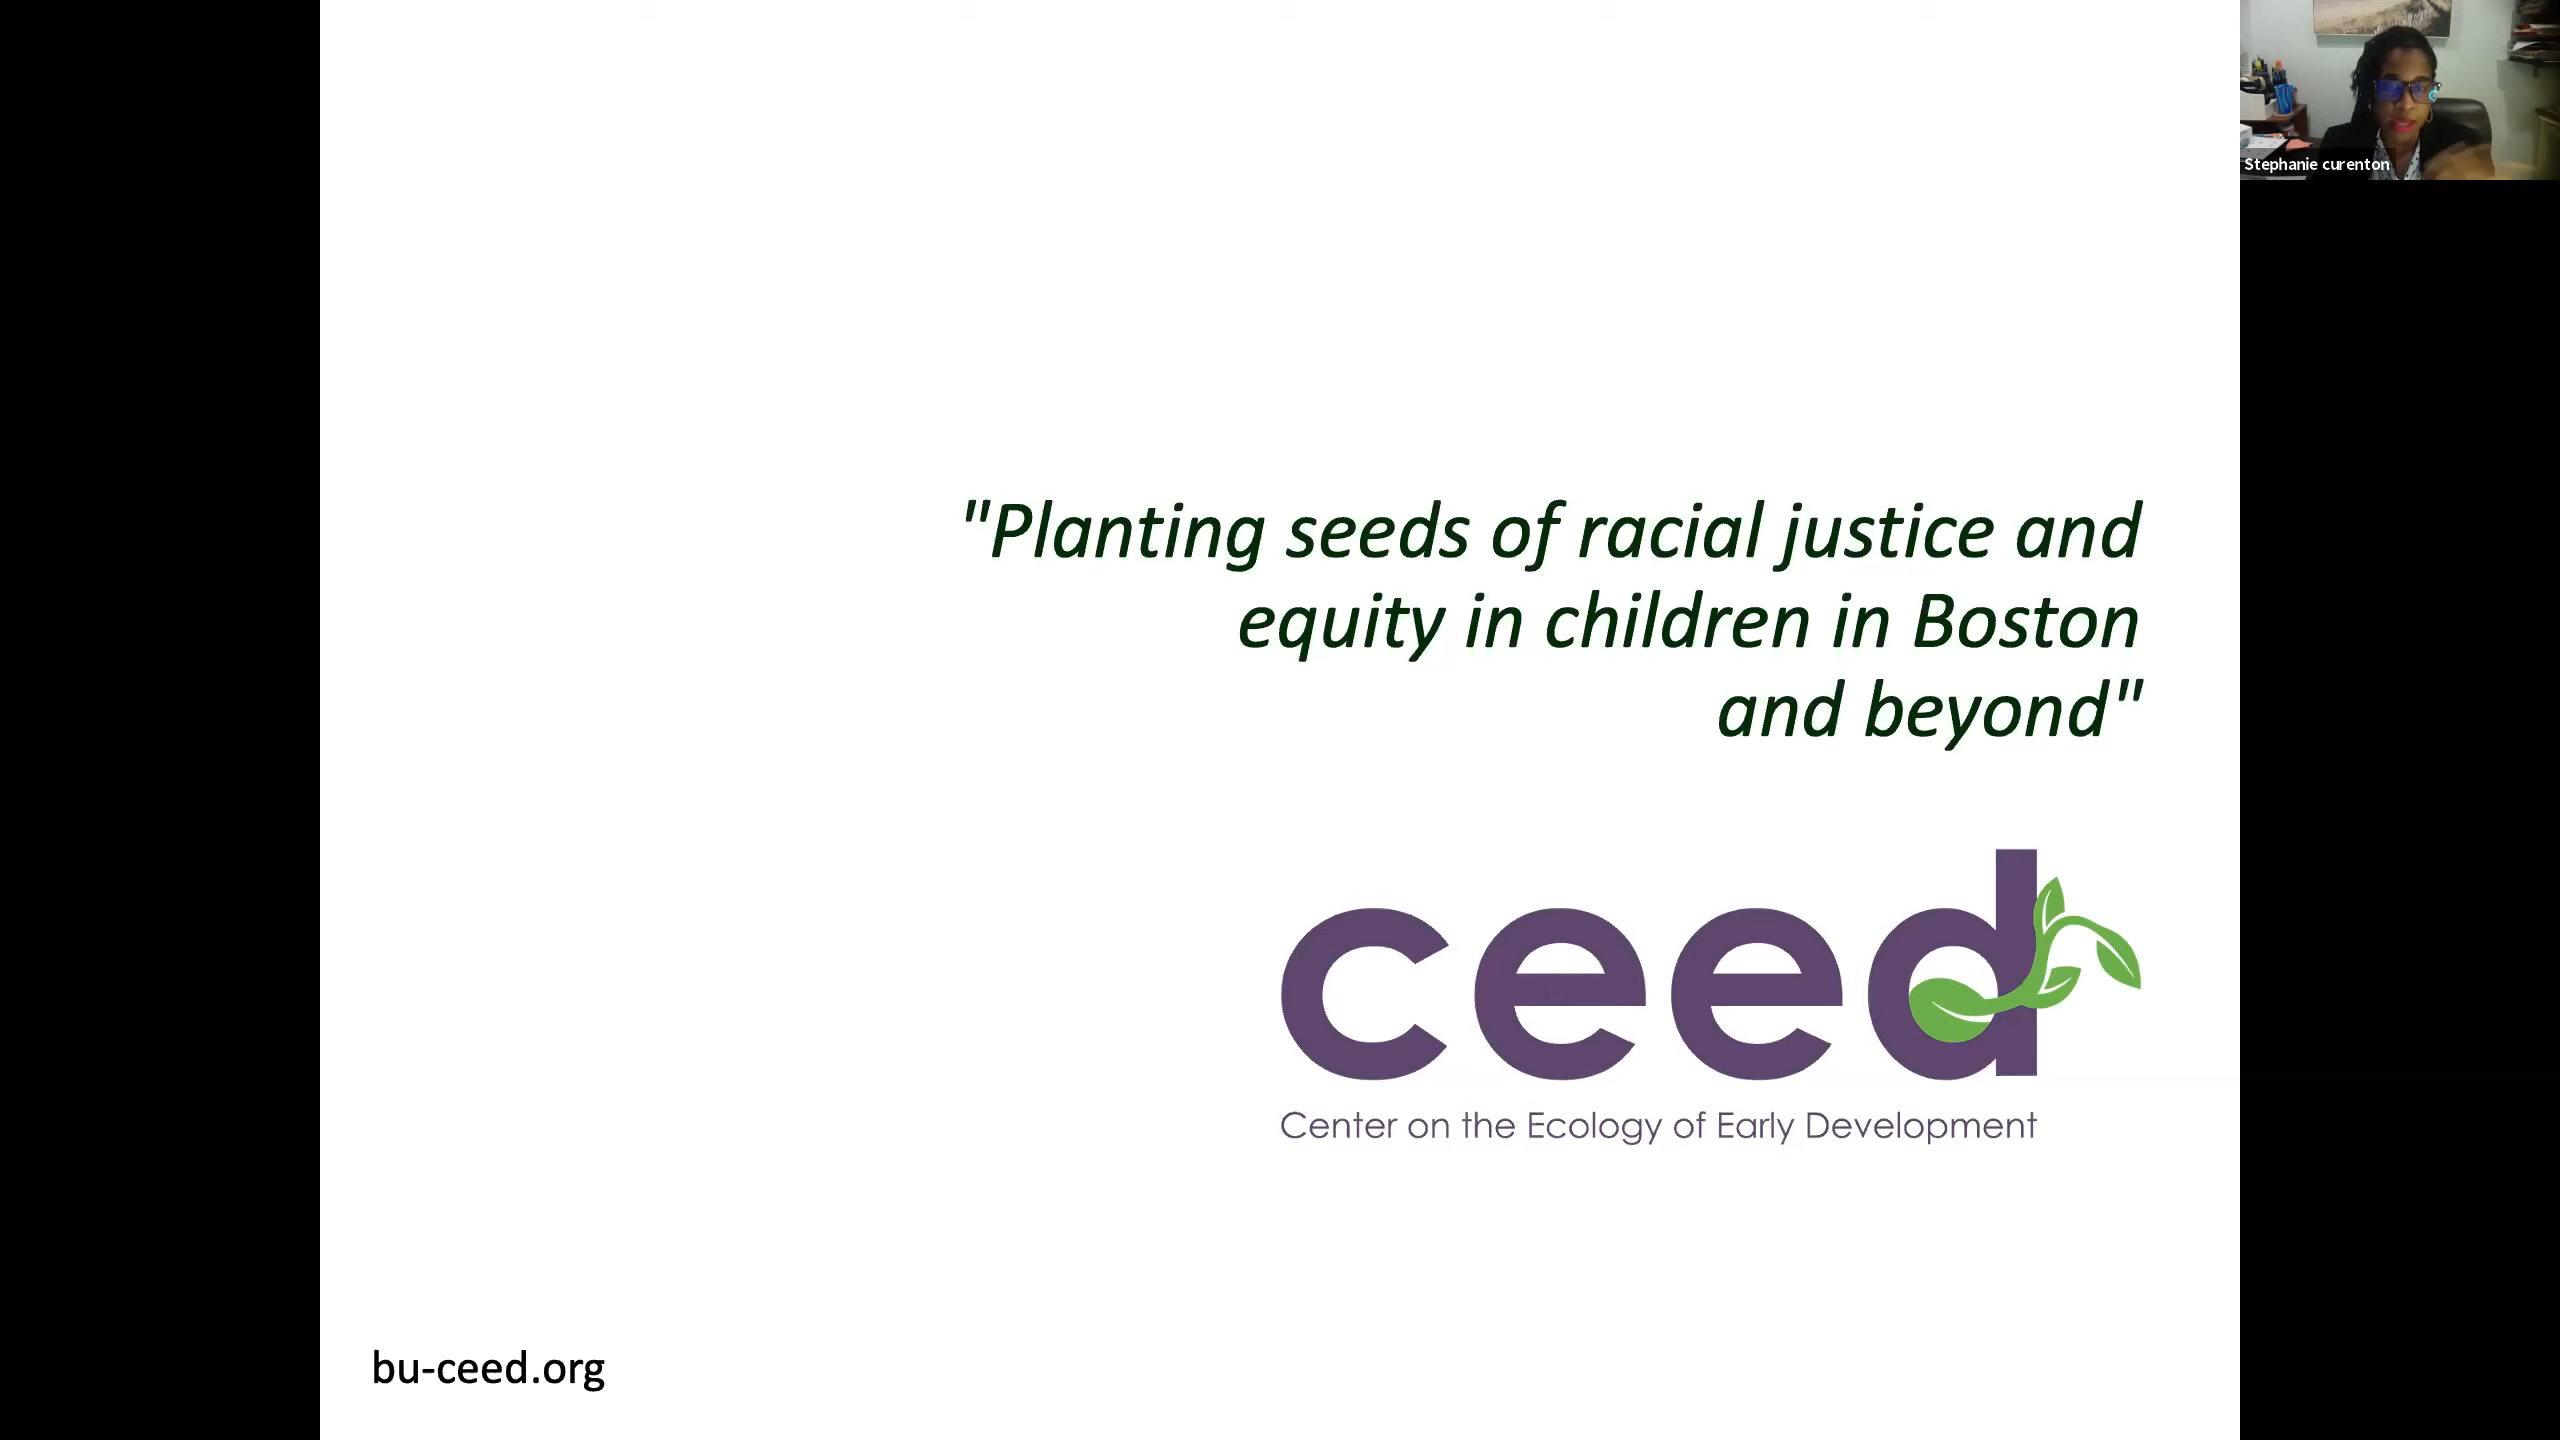 Stephanie curenton
"Planting seeds of racial justice and
equity in children in Boston
and beyond"
ceed
Center on the Ecology of Early Development
bu-ceed.org